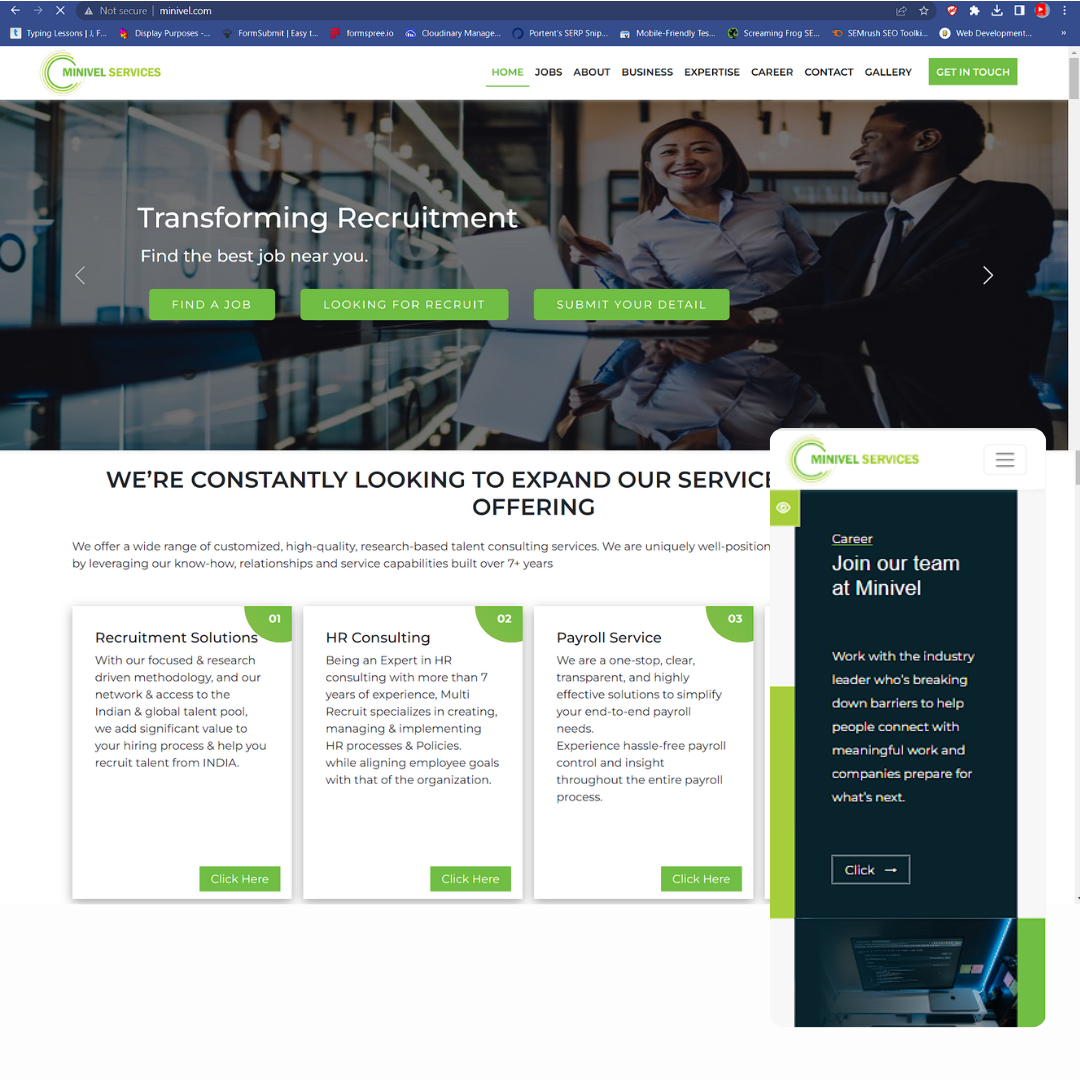 Not secure | minivel.com
Typing Lessons | J, F...
Display Purposes -...
FormSubmit | Easy t...
formspree.io
Cloudinary Manage...
Portent's SERP Snip...
Mobile-Friendly Tes...
Screaming Frog SE...
SEMrush SEO Toolki...
Web Development...
MINIVEL SERVICES
HOME JOBS ABOUT BUSINESS EXPERTISE CAREER CONTACT GALLERY GET IN TOUCH
Transforming Recruitment
Find the best job near you.
FIND A JOB
LOOKING FOR RECRUIT
SUBMIT YOUR DETAIL
WE'RE CONSTANTLY LOOKING TO EXPAND OUR SERVICE
OFFERING
We offer a wide range of customized, high-quality, research-based talent consulting services. We are uniquely well-position
by leveraging our know-how, relationships and service capabilities built over 7+ years
01
Recruitment Solutions
With our focused & research
driven methodology, and our
network & access to the
Indian & global talent pool,
we add significant value to
your hiring process & help you
recruit talent from INDIA.
Click Here
02
HR Consulting
Being an Expert in HR
consulting with more than 7
years of experience, Multi
Recruit specializes in creating,
managing & implementing
HR processes & Policies.
while aligning employee goals
with that of the organization.
Click Here
03
Payroll Service
We are a one-stop, clear,
transparent, and highly
effective solutions to simplify
your end-to-end payroll
needs.
Experience hassle-free payroll
control and insight
throughout the entire payroll
process.
Click Here
MINIVEL SERVICES
Career
Join our team
at Minivel
Work with the industry
leader who's breaking
down barriers to help
people connect with
meaningful work and
companies prepare for
what's next.
Click →